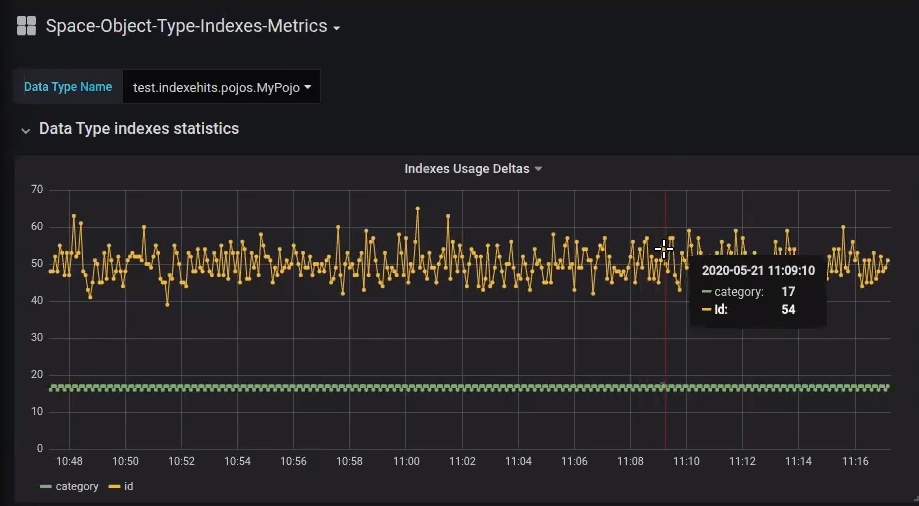 Space-Object-Type-Indexes-Metrics
Data Type Name test.indexehits.pojos.MyPojo
Data Type indexes statistics
Indexes Usage Deltas
70
60
50
40
30
20
10
0
2020-05-21 11:09:10
category: 17
Id: 54
10:48 10:50 10:52 10:54 10:56 10:58 11:00 11:02 11:04 11:06 11:08 11:10 11:12 11:14 11:16
category id